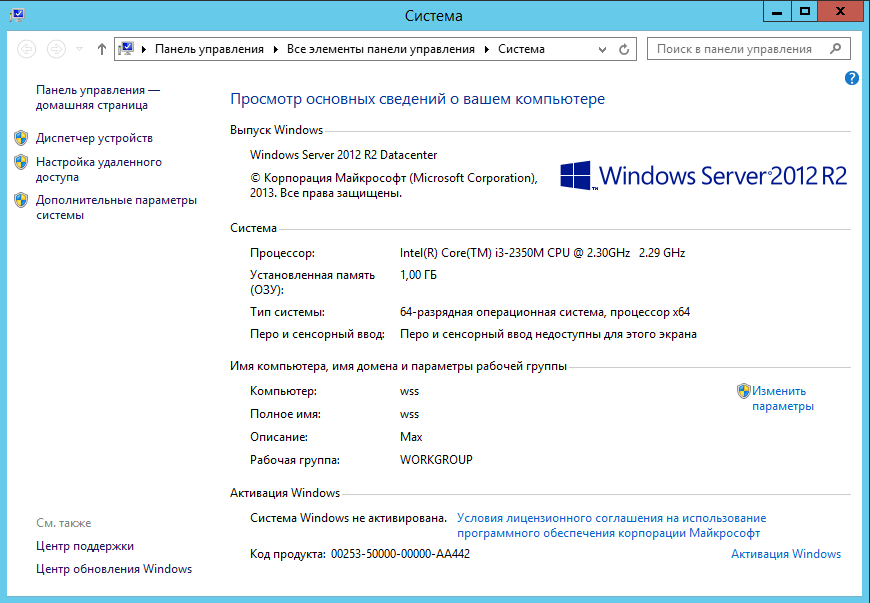 Система
Панель управления
Все элементы панели управления
Система
Поиск в панели управления
Панель управления —
домашняя страница
Диспетчер устройств
Настройка удаленного
доступа
Дополнительные параметры
системы
Просмотр основных сведений о вашем компьютере
Выпуск Windows
Windows Server 2012 R2 Datacenter
© Корпорация Майкрософт (Microsoft Corporation),
2013. Все права защищены.
Windows Server 2012 R2
Система
Процессор: Intel(R) Core(TM) i3-2350M CPU @ 2.30GHz 2.29 GHz
Установленная память
(ОЗУ): 1,00 ГБ
Тип системы: 64-разрядная операционная система, процессор x64
Перо и сенсорный ввод: Перо и сенсорный ввод недоступны для этого экрана
Имя компьютера, имя домена и параметры рабочей группы
Компьютер: wss
Изменить
параметры
Полное имя: wss
Описание: Max
Рабочая группа: WORKGROUP
Активация Windows
Система Windows не активирована. Условия лицензионного соглашения на использование
программного обеспечения корпорации Майкрософт
Код продукта: 00253-50000-00000-AA442
Активация Windows
См. также
Центр поддержки
Центр обновления Windows